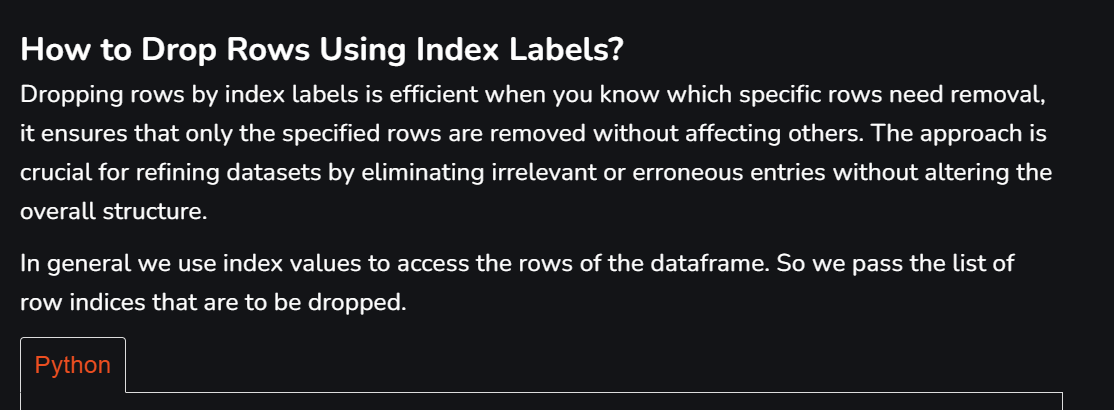 How to Drop Rows Using Index Labels?
Dropping rows by index labels is efficient when you know which specific rows need removal,
it ensures that only the specified rows are removed without affecting others. The approach is
crucial for refining datasets by eliminating irrelevant or erroneous entries without altering the
overall structure.
In general we use index values to access the rows of the dataframe. So we pass the list of
row indices that are to be dropped.
Python